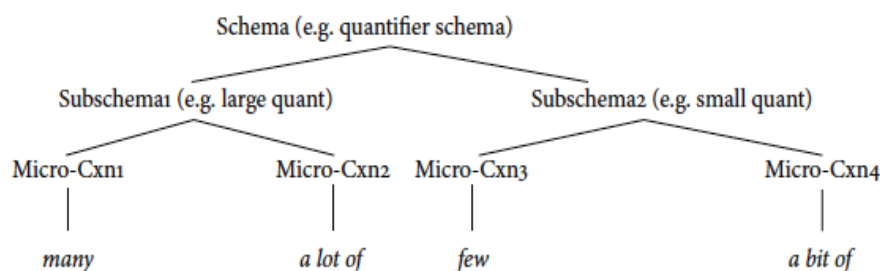 Schema (e.g. quantifier schema)
Subschema1 (e.g. large quant) Subschema2 (e.g. small quant)
Micro-Cxn1 Micro-Cxn2 Micro-Cxn3 Micro-Cxn4
many a lot of few a bit of